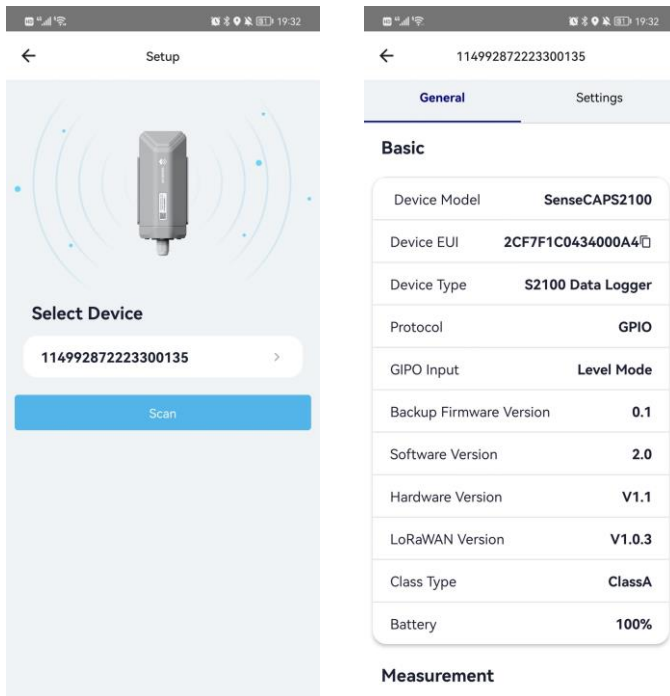 19:32
Setup
Select Device
114992872223300135
Scan
19:32
114992872223300135
General Settings
Basic
Device Model SenseCAPS2100
Device EUI 2CF7F1C0434000A4
Device Type S2100 Data Logger
Protocol GPIO
GIPO Input Level Mode
Backup Firmware Version 0.1
Software Version 2.0
Hardware Version V1.1
LoRaWAN Version V1.0.3
Class Type ClassA
Battery 100%
Measurement